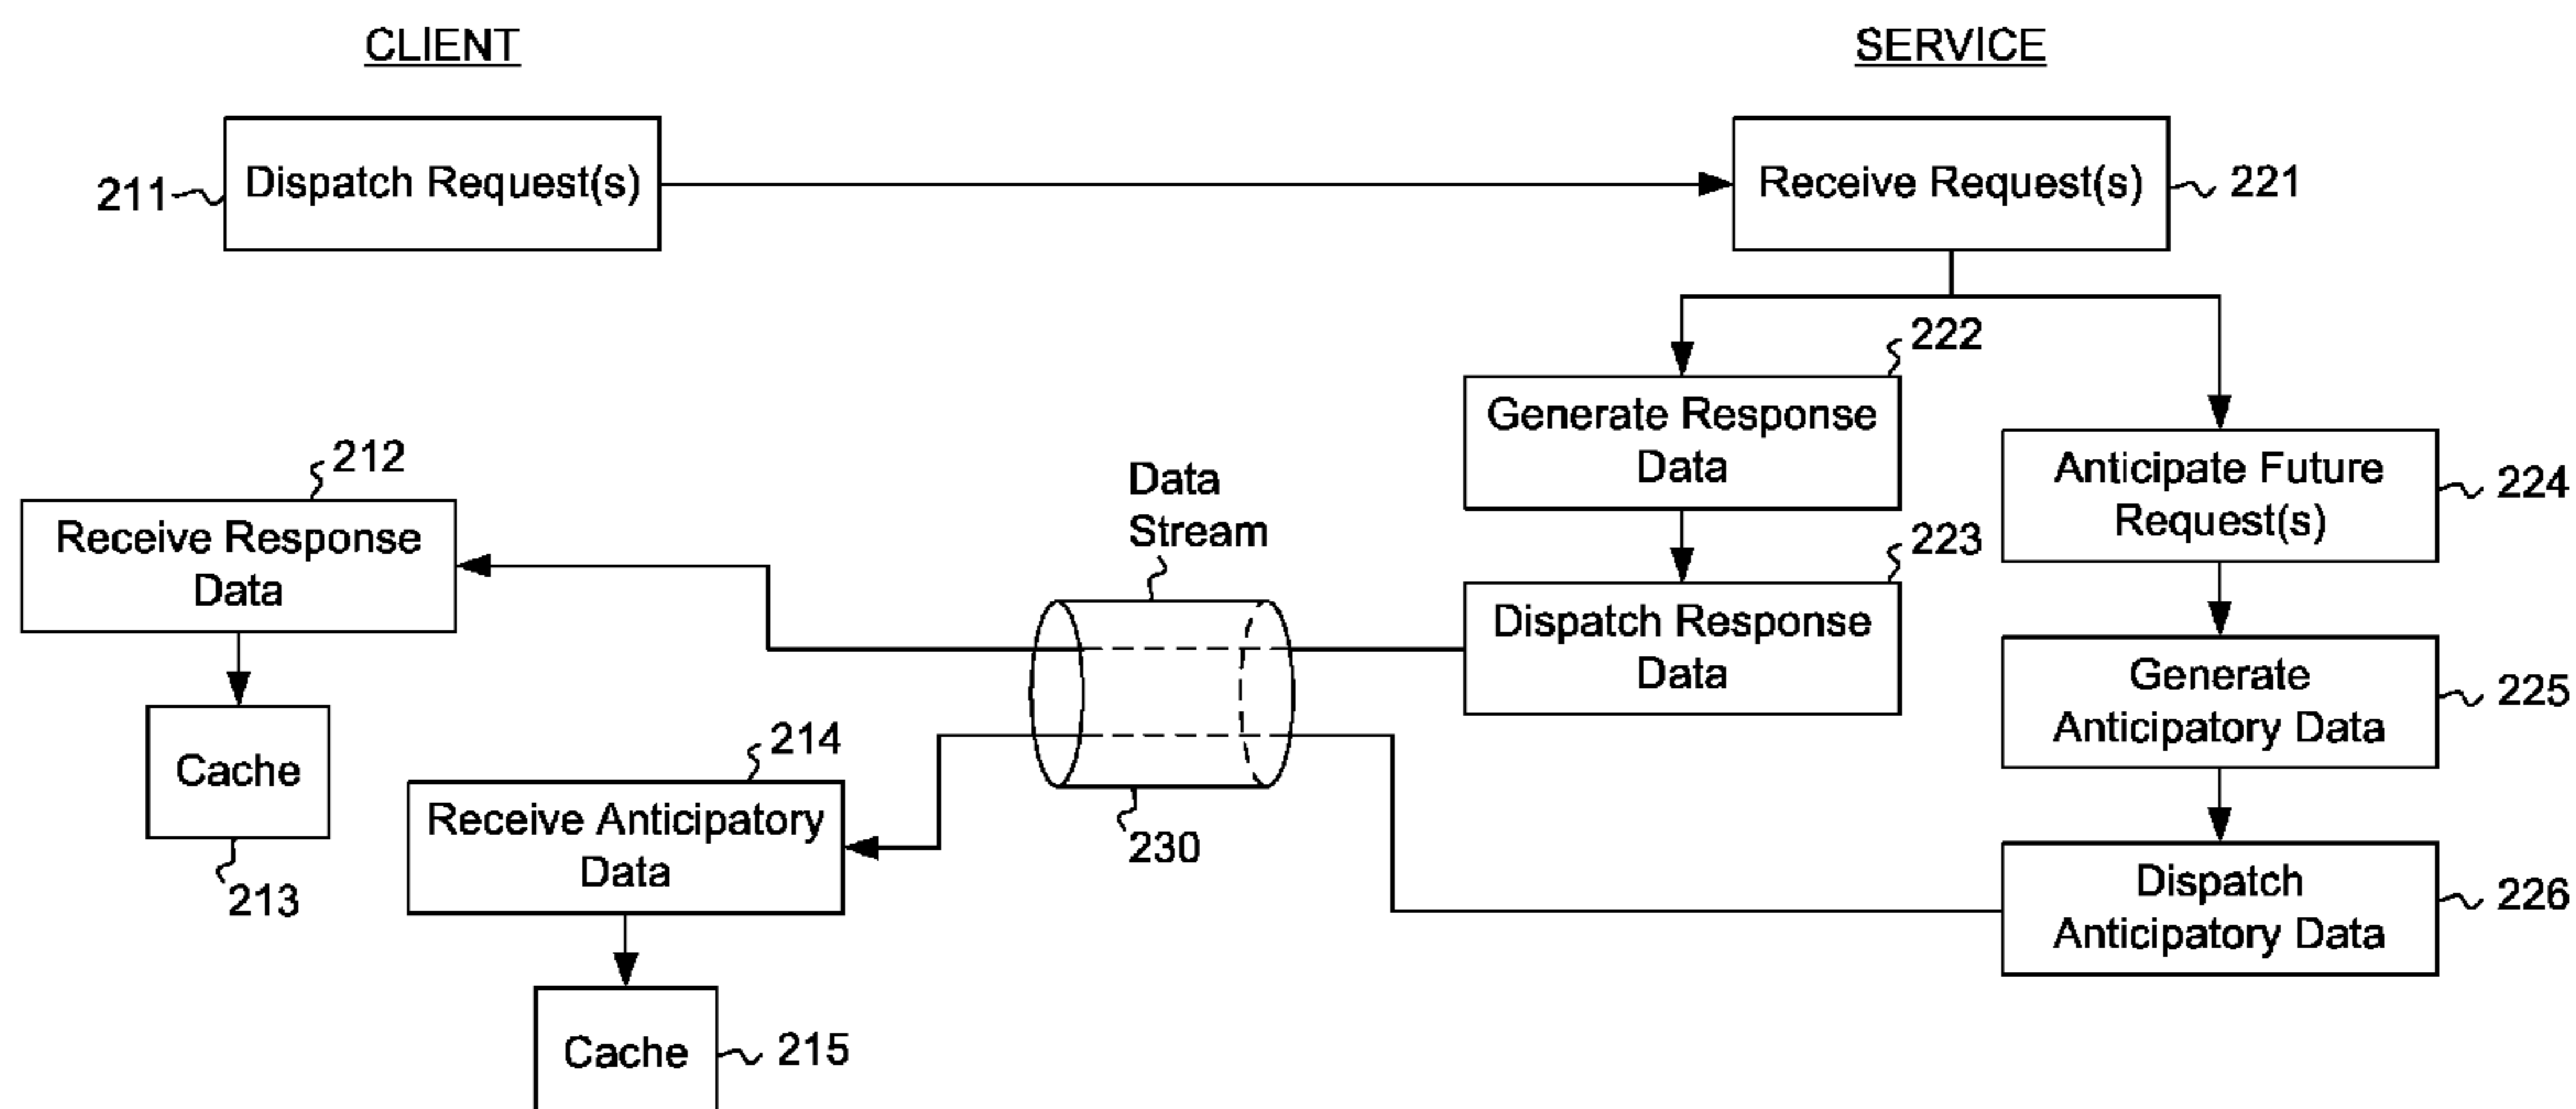 CLIENT
SERVICE
211
Dispatch Request(s)
Receive Request(s)
221
222
Generate Response
Data
212
Receive Response
Data
Data
Stream
Anticipate Future
Request(s)
224
223
Dispatch Response
Data
Generate
Anticipatory Data
225
Cache
213
214
Receive Anticipatory
Data
230
Dispatch
Anticipatory Data
226
Cache
215